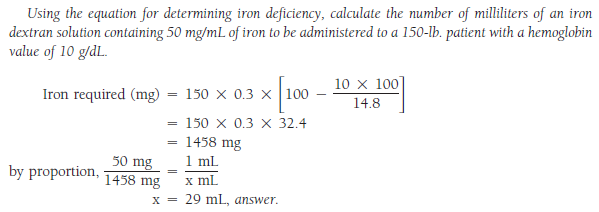 Using the equation for determining iron deficiency, calculate the number of milliliters of an iron
dextran solution containing 50 mg/mL of iron to be administered to a 150-lb. patient with a hemoglobin
value of 10 g/dL.
Iron required (mg) = 150 × 0.3 × [100 − 10 × 100 / 14.8]
= 150 × 0.3 × 32.4
= 1458 mg
by proportion, 50 mg / 1458 mg = 1 mL / x mL
x = 29 mL, answer.